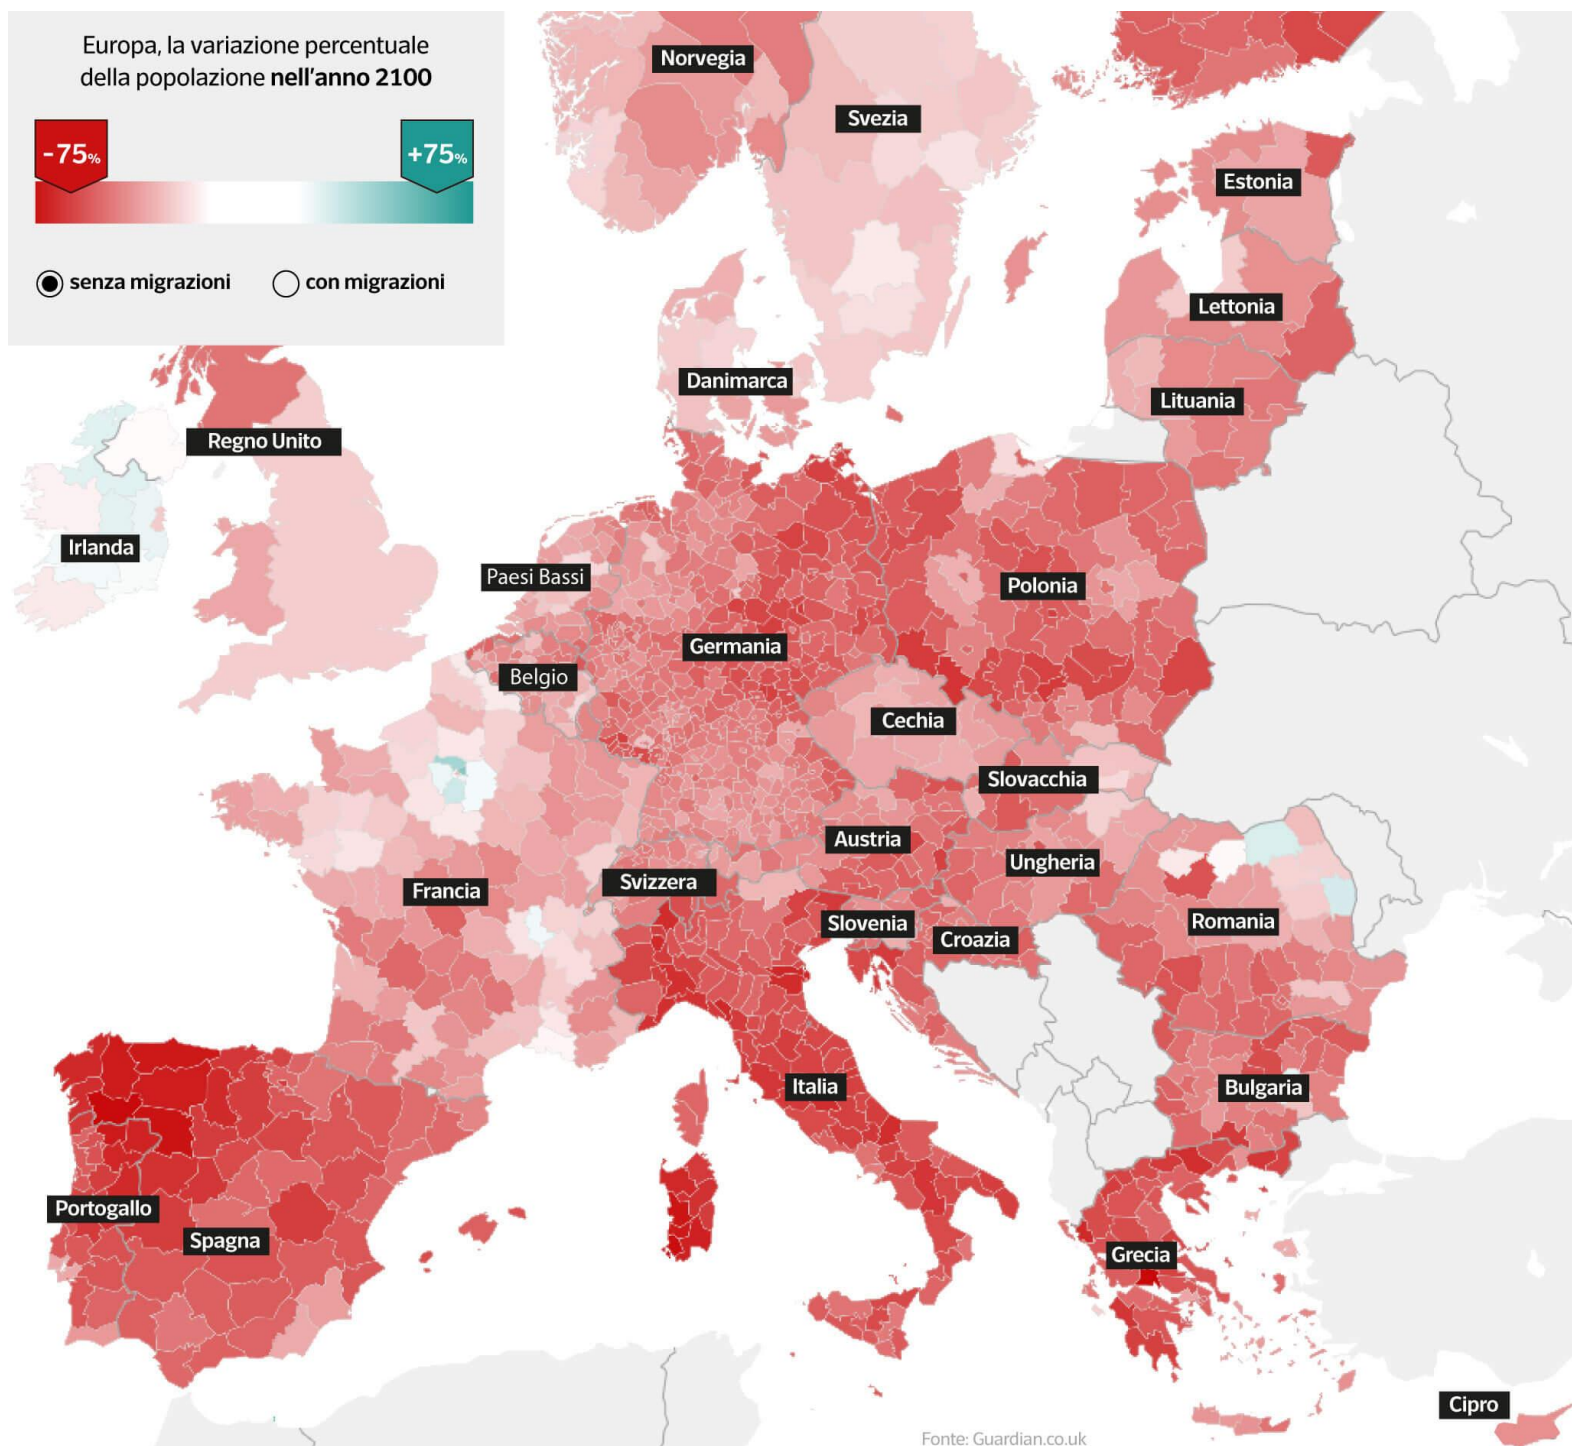 Europa, la variazione percentuale
della popolazione nell'anno 2100
-75%
+75%
senza migrazioni
con migrazioni
Norvegia
Svezia
Estonia
Lettonia
Danimarca
Lituania
Regno Unito
Irlanda
Paesi Bassi
Polonia
Germania
Belgio
Cechia
Slovacchia
Austria
Ungheria
Svizzera
Francia
Slovenia
Romania
Croazia
Italia
Bulgaria
Portogallo
Spagna
Grecia
Cipro
Fonte: Guardian.co.uk